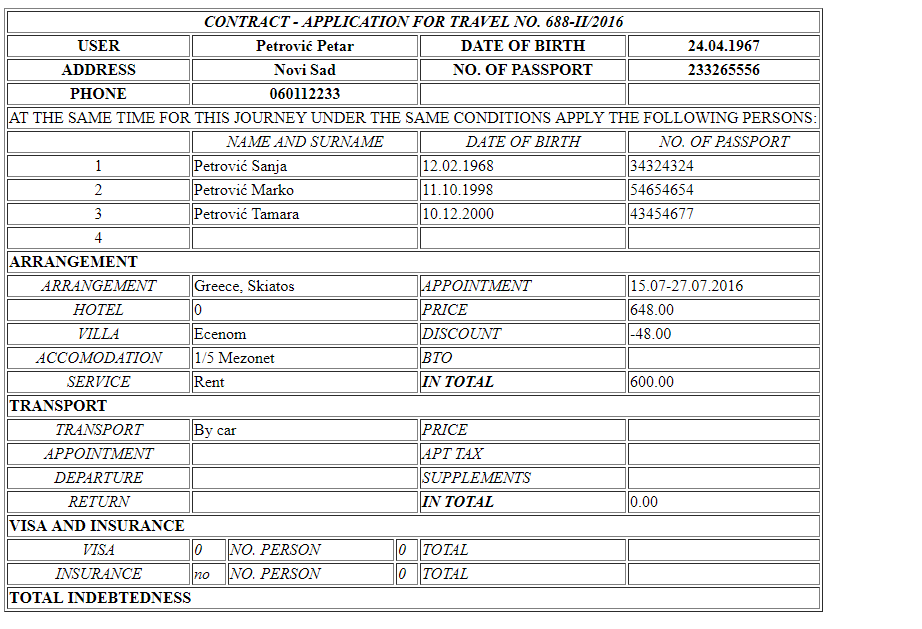 CONTRACT - APPLICATION FOR TRAVEL NO. 688-II/2016
USER Petrović Petar DATE OF BIRTH 24.04.1967
ADDRESS Novi Sad NO. OF PASSPORT 233265556
PHONE 060112233
AT THE SAME TIME FOR THIS JOURNEY UNDER THE SAME CONDITIONS APPLY THE FOLLOWING PERSONS:
NAME AND SURNAME DATE OF BIRTH NO. OF PASSPORT
1 Petrović Sanja 12.02.1968 34324324
2 Petrović Marko 11.10.1998 54654654
3 Petrović Tamara 10.12.2000 43454677
4
ARRANGEMENT
ARRANGEMENT Greece, Skiatos APPOINTMENT 15.07-27.07.2016
HOTEL 0 PRICE 648.00
VILLA Ecenom DISCOUNT -48.00
ACCOMODATION 1/5 Mezonet BTO
SERVICE Rent IN TOTAL 600.00
TRANSPORT
TRANSPORT By car PRICE
APPOINTMENT APT TAX
DEPARTURE SUPPLEMENTS
RETURN IN TOTAL 0.00
VISA AND INSURANCE
VISA 0 NO. PERSON 0 TOTAL
INSURANCE no NO. PERSON 0 TOTAL
TOTAL INDEBTEDNESS